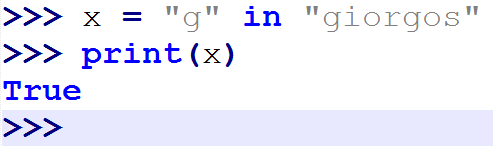 >>> x = "g" in "giorgos"
>>> print(x)
True
>>>